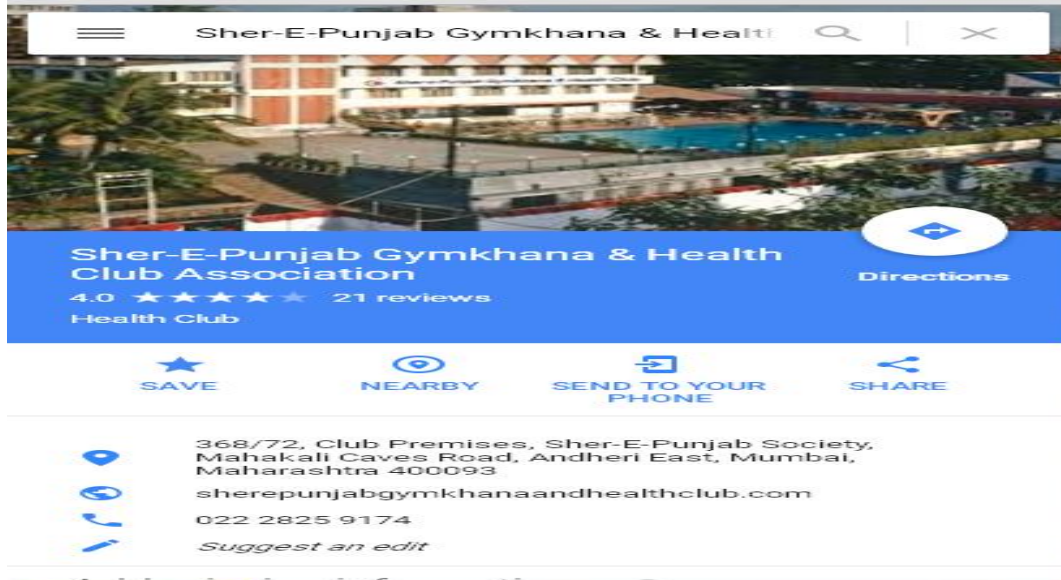 Sher-E-Punjab Gymkhana & Healt
Sher-E-Punjab Gymkhana & Health
Club Association
4.0 21 reviews
Health Club
Directions
SAVE
NEARBY
SEND TO YOUR
PHONE
SHARE
368/72, Club Premises, Sher-E-Punjab Society,
Mahakali Caves Road, Andheri East, Mumbai,
Maharashtra 400093
sherepunjabgymkhanaandhealthclub.com
022 2825 9174
Suggest an edit